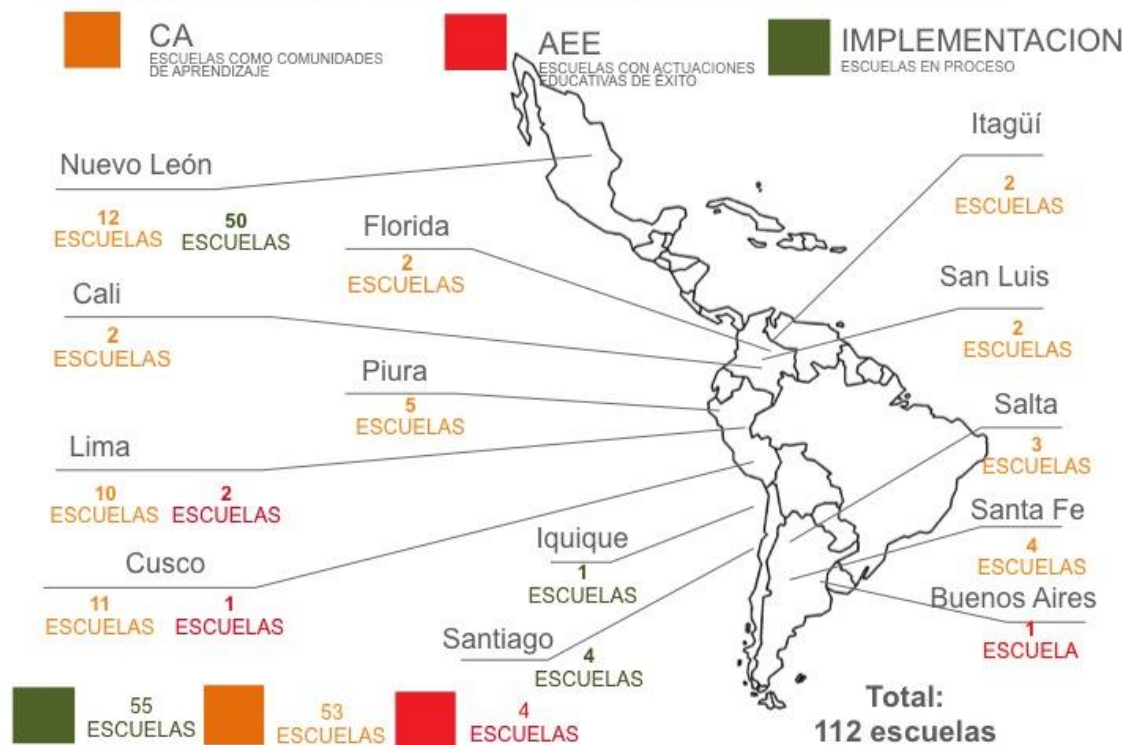 CA
ESCUELAS COMO COMUNIDADES
DE APRENDIZAJE
AEE
ESCUELAS CON ACTUACIONES
EDUCATIVAS DE ÉXITO
IMPLEMENTACION
ESCUELAS EN PROCESO
Nuevo León
12
ESCUELAS
50
ESCUELAS
Florida
2
ESCUELAS
Itagüí
2
ESCUELAS
Cali
2
ESCUELAS
San Luis
2
ESCUELAS
Piura
5
ESCUELAS
Salta
3
ESCUELAS
Lima
10
ESCUELAS
2
ESCUELAS
Santa Fe
4
ESCUELAS
Iquique
1
ESCUELAS
Cusco
11
ESCUELAS
1
ESCUELAS
Buenos Aires
1
ESCUELA
Santiago
4
ESCUELAS
55
ESCUELAS
53
ESCUELAS
4
ESCUELAS
Total:
112 escuelas